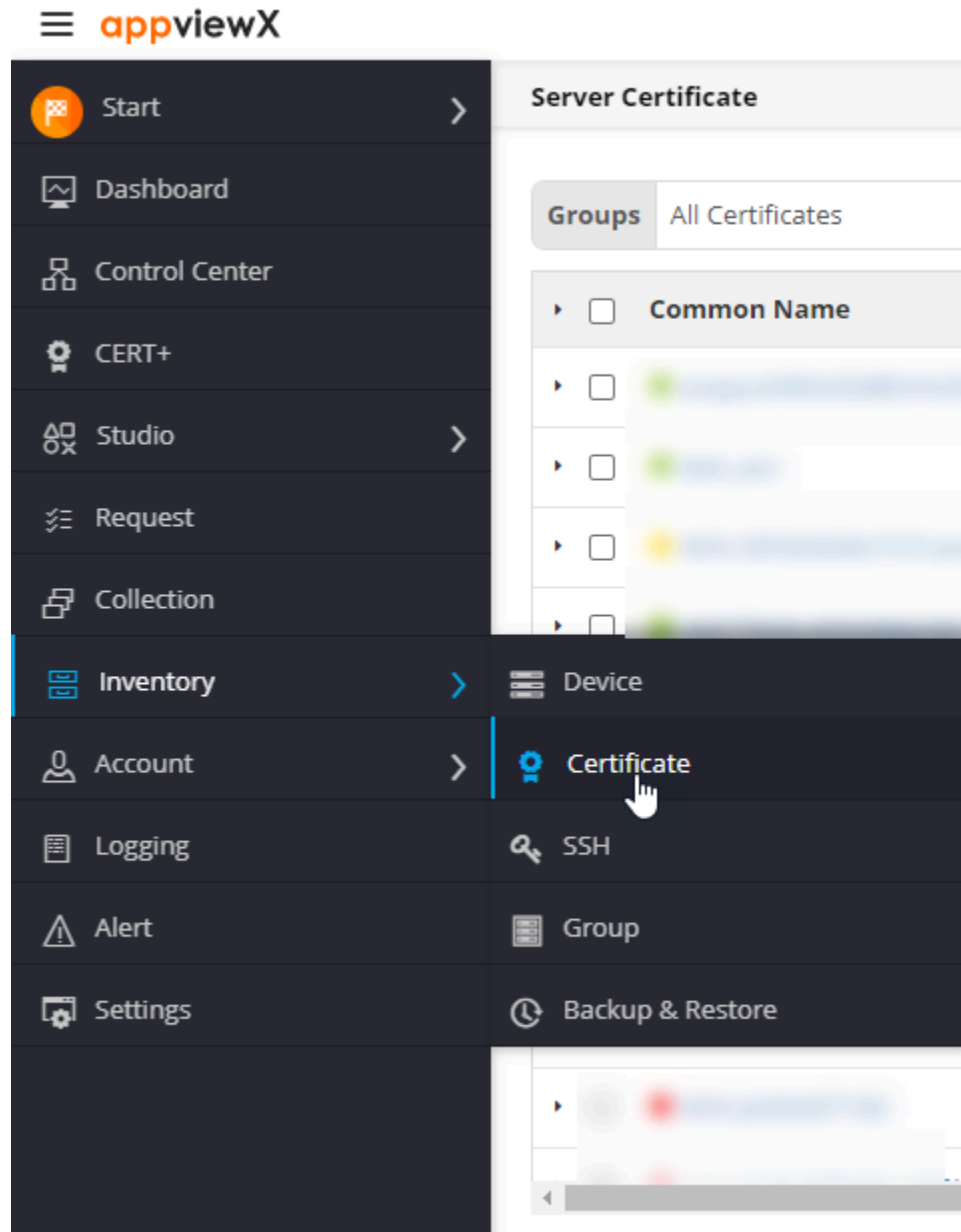 appviewX
Start
Dashboard
Control Center
CERT+
Studio
Request
Collection
Inventory
Account
Logging
Alert
Settings
Server Certificate
Groups All Certificates
Common Name
Device
Certificate
SSH
Group
Backup & Restore